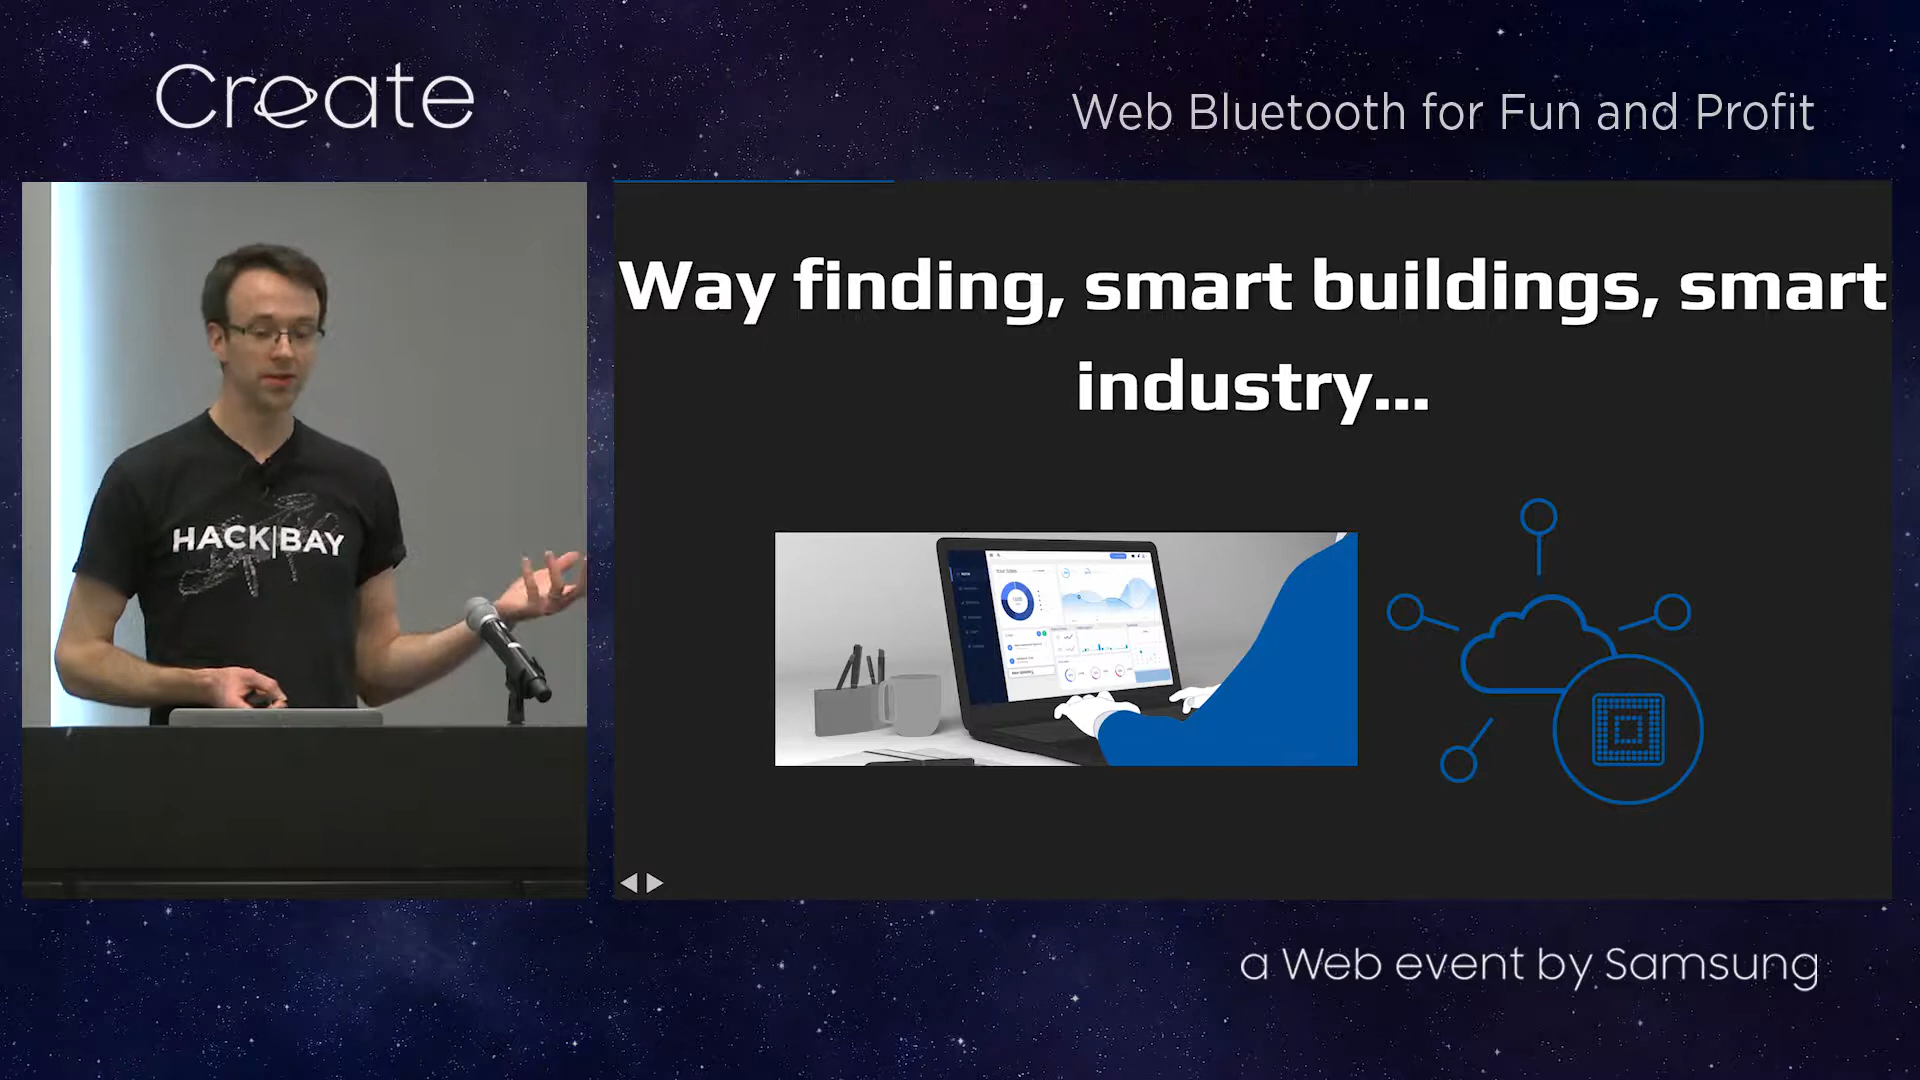 Create
Web Bluetooth for Fun and Profit
HACK|BAY
Way finding, smart buildings, smart
industry...
a Web event by Samsung